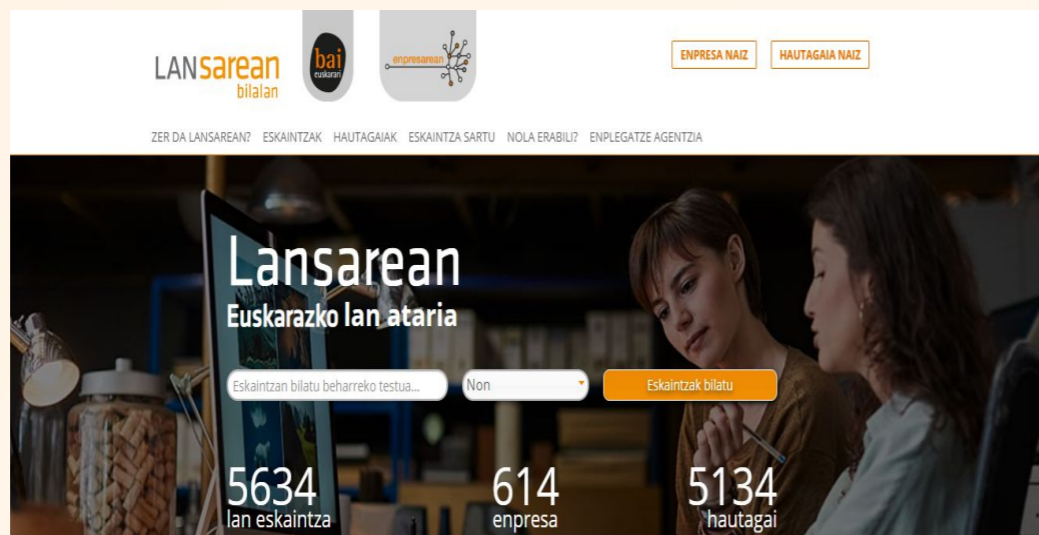 LANsarean
bilalan
bai
euskarari
enpresarean
ENPRESA NAIZ
HAUTAGAIA NAIZ
ZER DA LANSAREAN? ESKAINTZAK HAUTAGAIAK ESKAINTZA SARTU NOLA ERABILI? ENPLEGATZE AGENTZIA
Lansarean
Euskarazko lan ataria
Eskaintzan bilatu beharreko testua...
Non
Eskaintzak bilatu
5634
lan eskaintza
614
enpresa
5134
hautagai